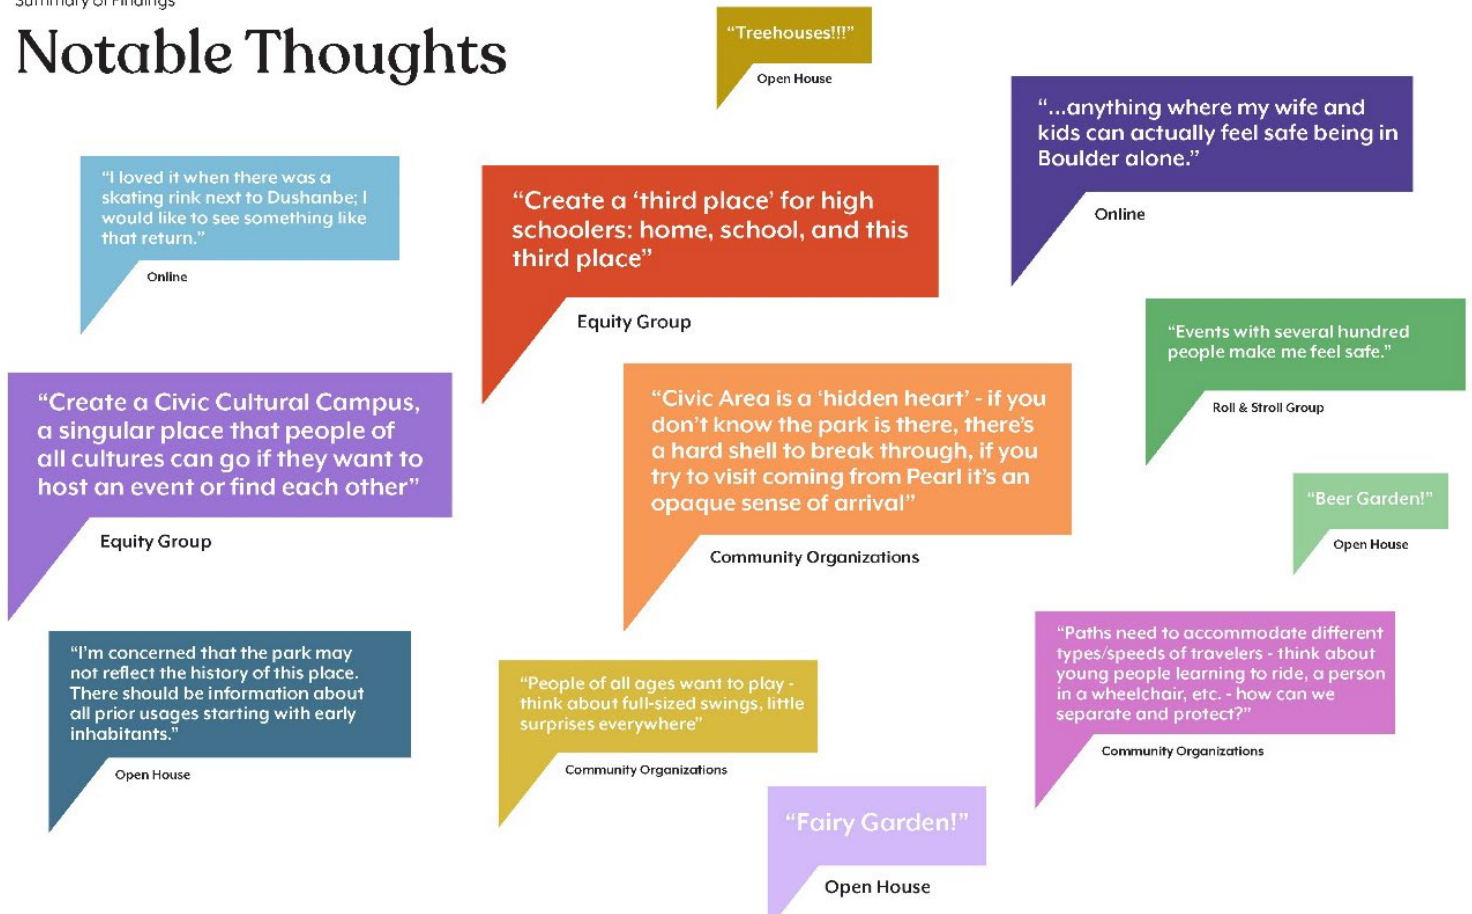 Summary of Findings
Notable Thoughts
“Treehouses!!!”
Open House
“...anything where my wife and
kids can actually feel safe being in
Boulder alone.”
Online
“I loved it when there was a
skating rink next to Dushanbe; I
would like to see something like
that return.”
Online
“Create a ‘third place’ for high
schoolers: home, school, and this
third place”
Equity Group
“Events with several hundred
people make me feel safe.”
Roll & Stroll Group
“Create a Civic Cultural Campus,
a singular place that people of
all cultures can go if they want to
host an event or find each other”
Equity Group
“Civic Area is a ‘hidden heart’ - if you
don’t know the park is there, there’s
a hard shell to break through, if you
try to visit coming from Pearl it’s an
opaque sense of arrival”
Community Organizations
“Beer Garden!”
Open House
“I’m concerned that the park may
not reflect the history of this place.
There should be information about
all prior usages starting with early
inhabitants.”
Open House
“People of all ages want to play -
think about full-sized swings, little
surprises everywhere”
Community Organizations
“Paths need to accommodate different
types/speeds of travelers - think about
young people learning to ride, a person
in a wheelchair, etc. - how can we
separate and protect?”
Community Organizations
“Fairy Garden!”
Open House